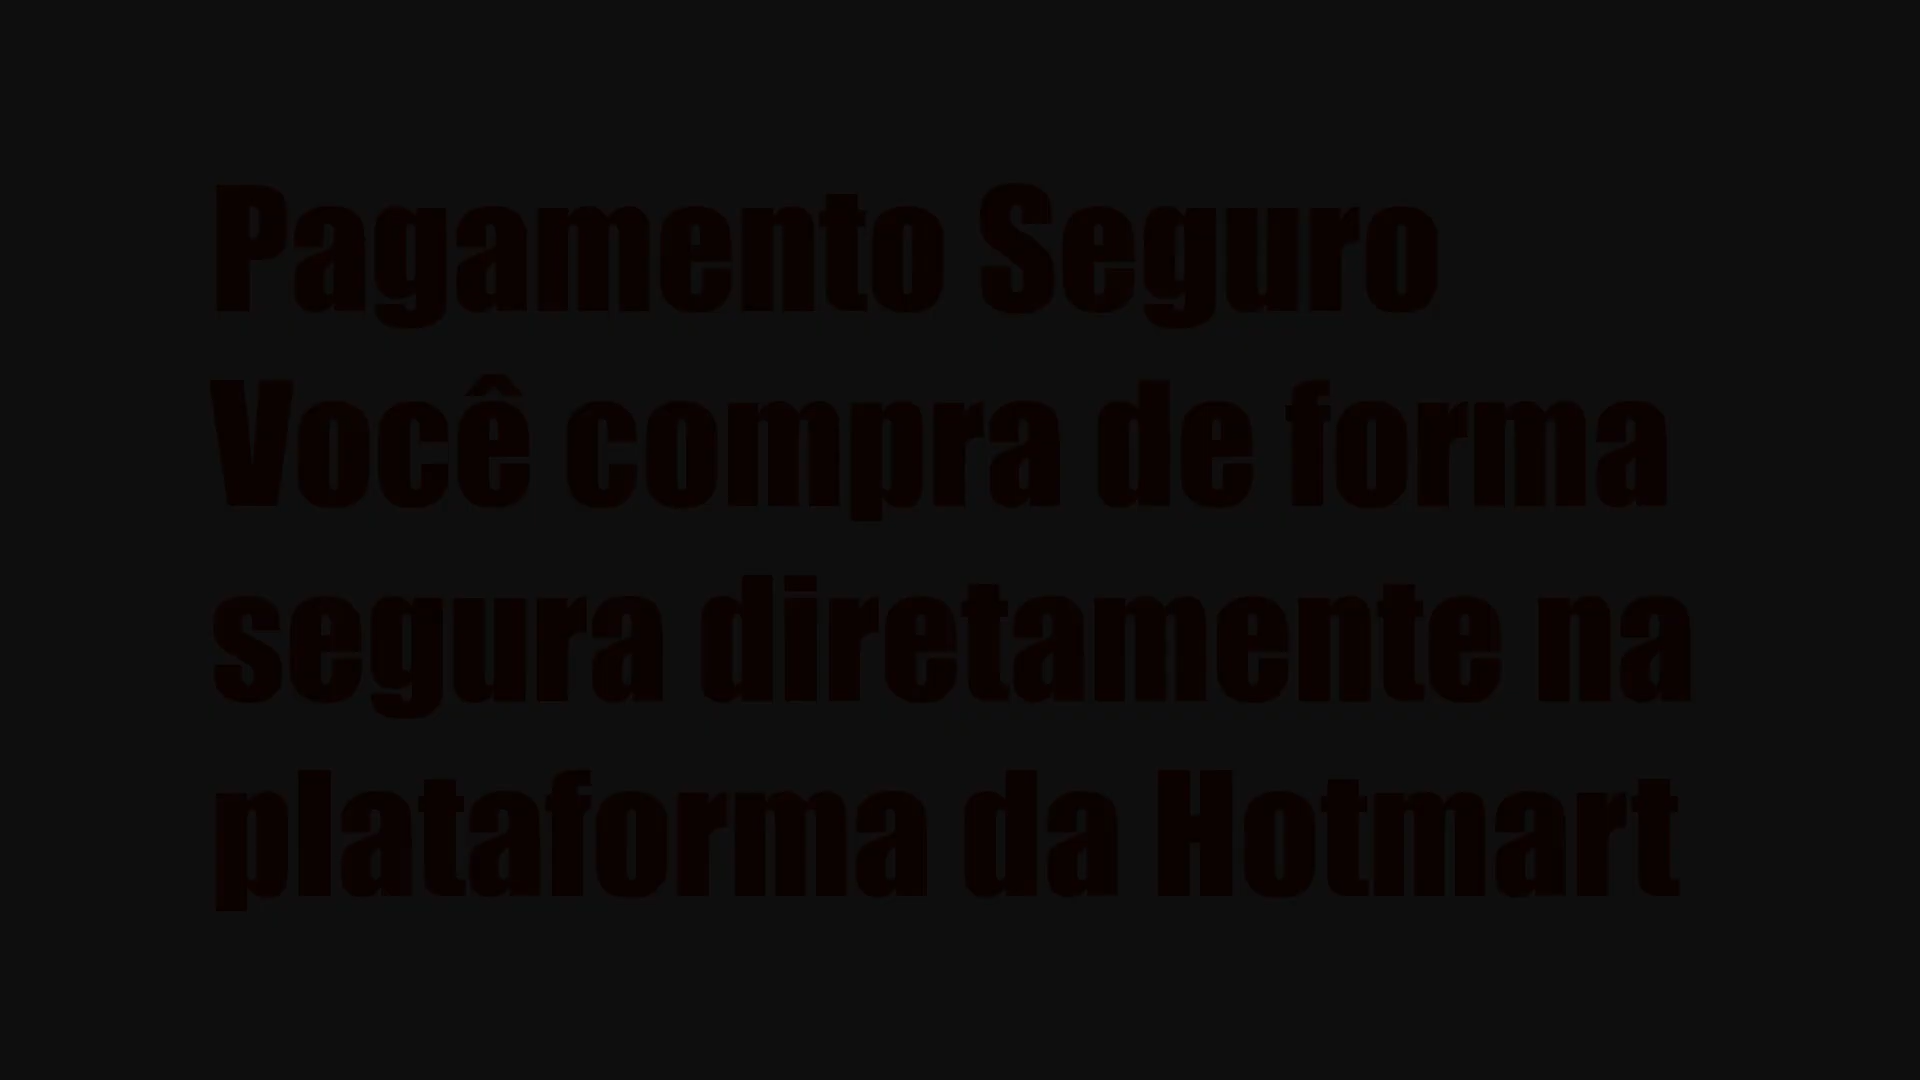 Pagamento Seguro
Você compra de forma
segura diretamente na
plataforma da Hotmart